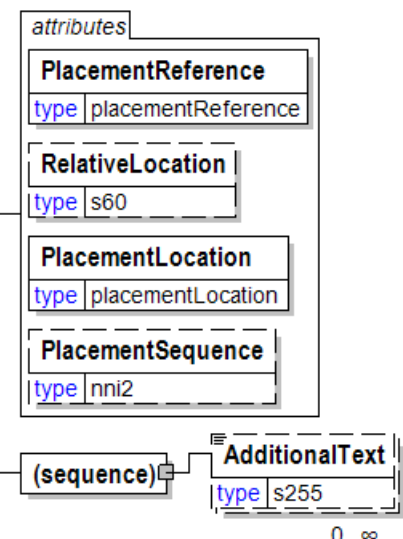 attributes
PlacementReference
type placementReference
RelativeLocation
type s60
PlacementLocation
type placementLocation
PlacementSequence
type nni2
(sequence)
AdditionalText
type s255
0 ∞